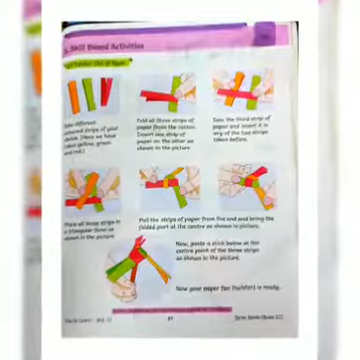 Skill Based Activities
of Paper
Take different
coloured strips of your
choice. (Here we have
taken yellow, green
and red.)
Fold all three strips of
paper from the center.
Insert one strip of
paper on the other as
shown in the picture
Take the third strip of
paper and insert it in
any of the two strips
taken before.
Place all three strips in
a triangular form as
shown in the picture.
Pull the strips of paper from the end and bring the
folded part at the centre as shown in picture.
Now, paste a stick below at the
centre point of the three strips
as shown in the picture.
Now your paper fan (twister) is ready.